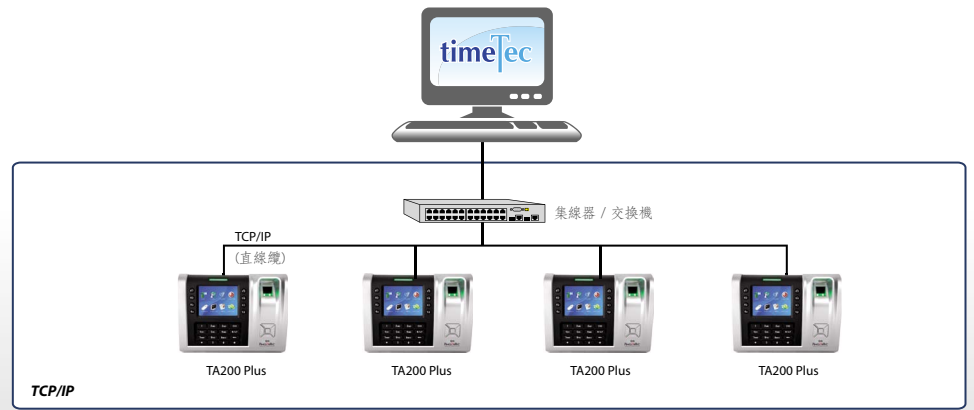 timeTec
集線器 / 交換機
TCP/IP
(直線纜)
TA200 Plus
TA200 Plus
TA200 Plus
TA200 Plus
TCP/IP